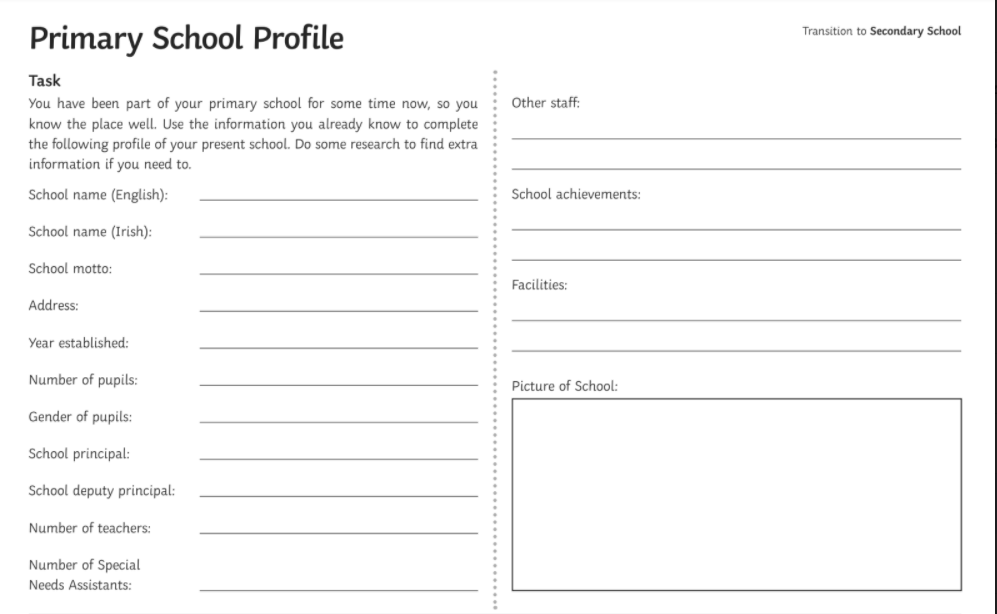 Primary School Profile
Transition to Secondary School
Task
You have been part of your primary school for some time now, so you
know the place well. Use the information you already know to complete
the following profile of your present school. Do some research to find extra
information if you need to.
School name (English):
School name (Irish):
School motto:
Address:
Year established:
Number of pupils:
Gender of pupils:
School principal:
School deputy principal:
Number of teachers:
Number of Special
Needs Assistants:
Other staff:
School achievements:
Facilities:
Picture of School: